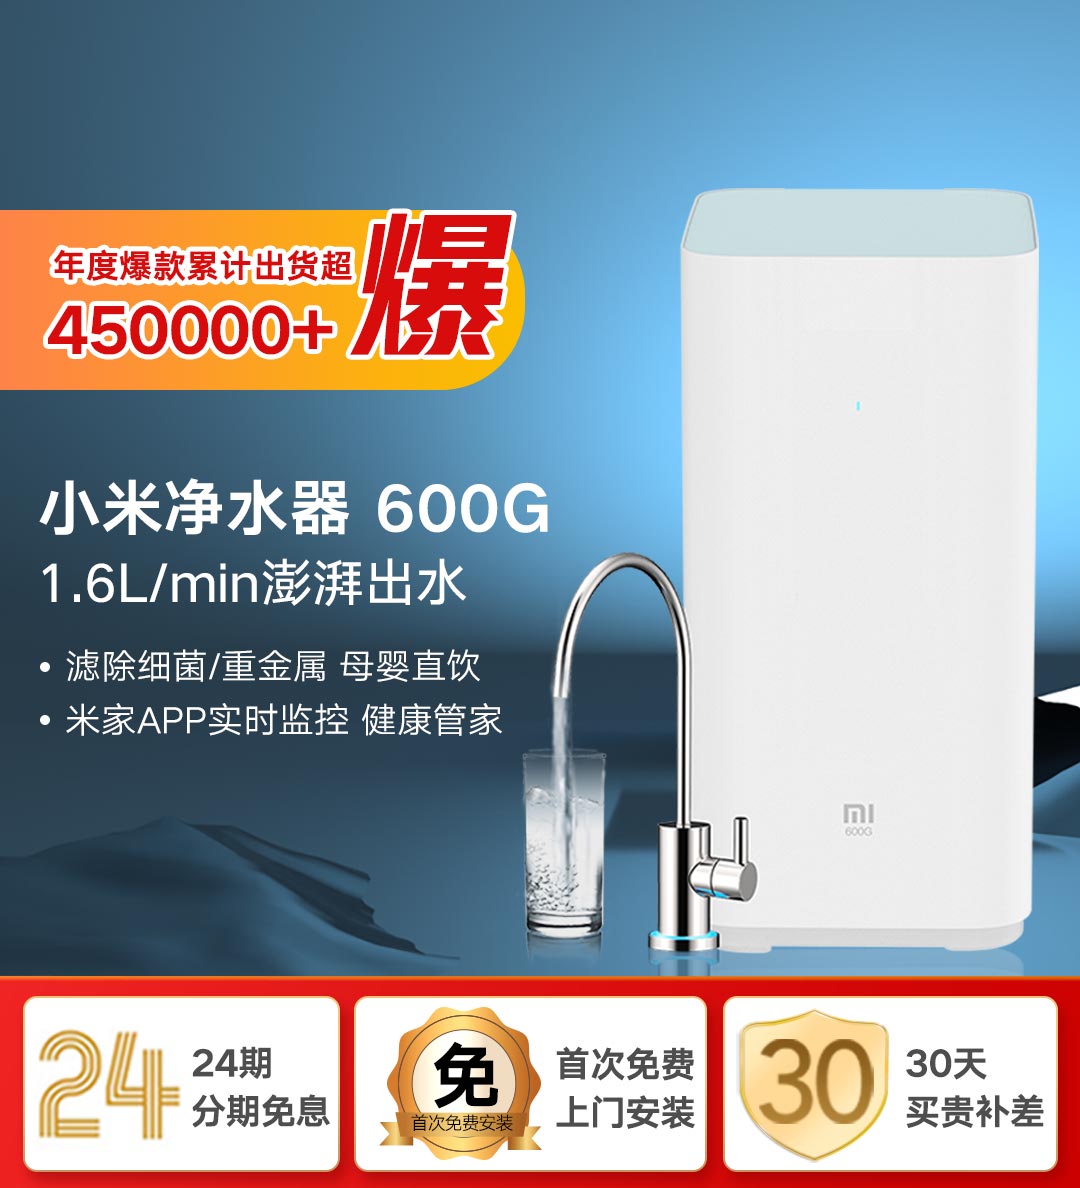 年度爆款累计出货超
450000+
爆
小米净水器 600G
1.6L/min澎湃出水
• 滤除细菌/重金属 母婴直饮
• 米家APP实时监控 健康管家
mi
600G
24
24期
分期免息
免
首次免费安装
首次免费
上门安装
30
30天
买贵补差